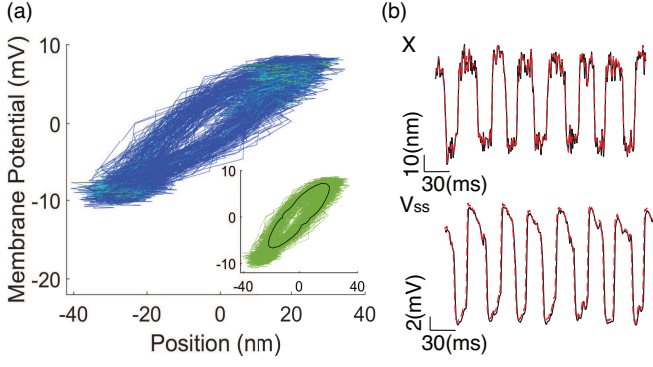 (a)
(b)
Membrane Potential (mV)
10
0
-10
-20
-40
-20
0
20
40
Position (nm)
10
0
-10
-40
0
40
X
10(nm)
30(ms)
Vss
2(mV)
30(ms)